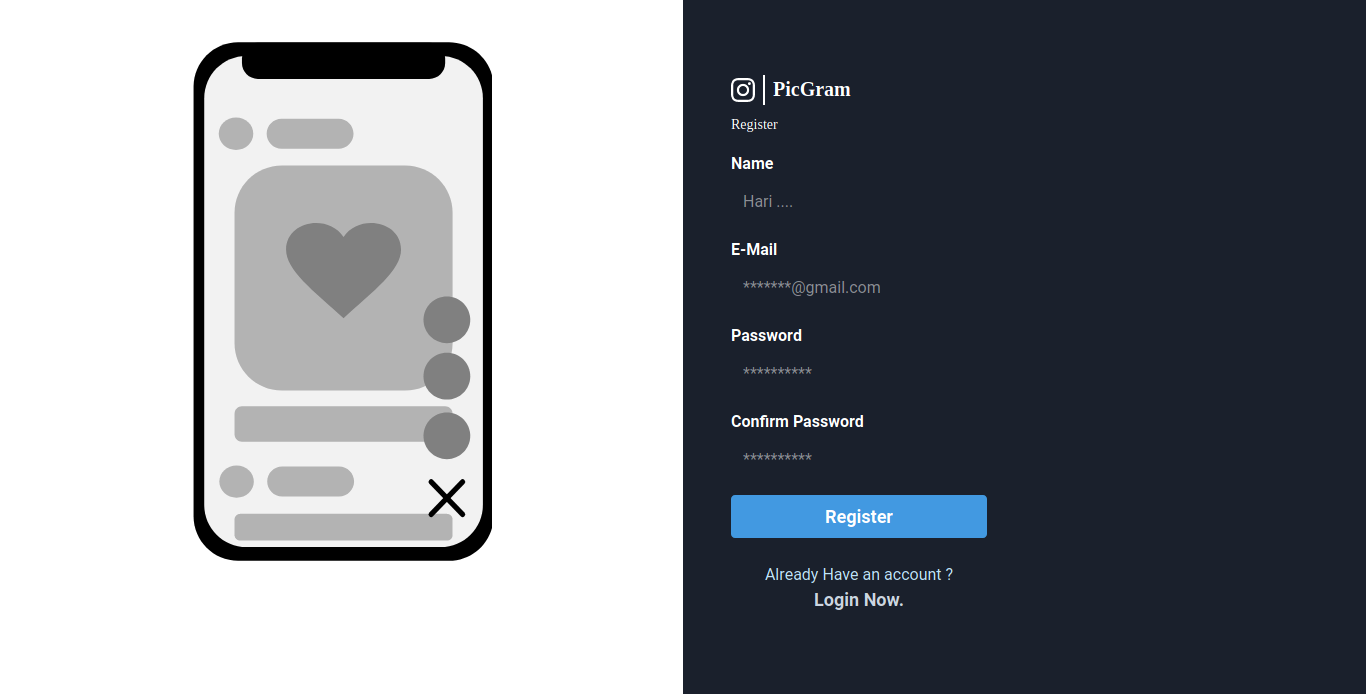 PicGram
Register
Name
Hari ....
E-Mail
*******@gmail.com
Password
**********
Confirm Password
**********
Register
Already Have an account ?
Login Now.